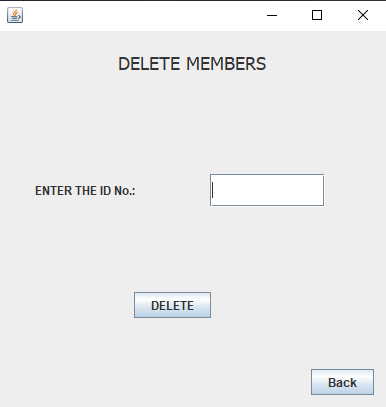 DELETE MEMBERS
ENTER THE ID No.:
DELETE
Back